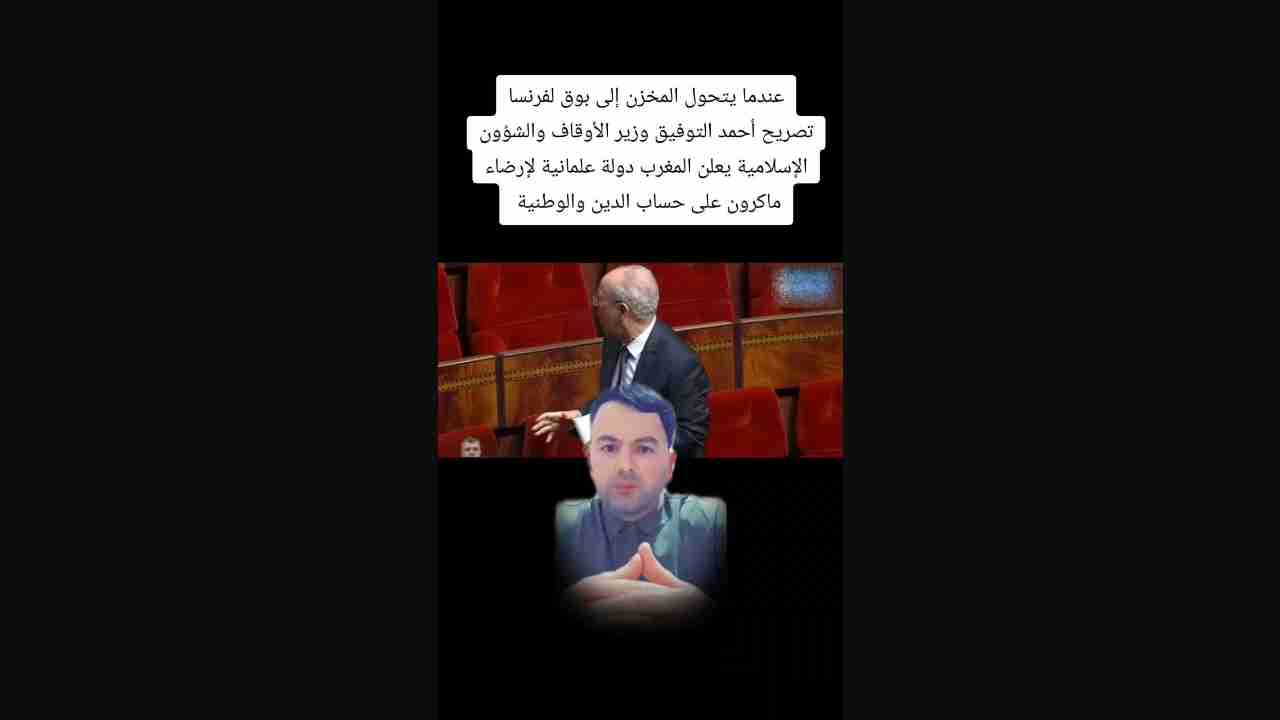 عندما يتحول المخزن إلى بوق لفرنسا
تصريح أحمد التوفيق وزير الأوقاف والشؤون
الإسلامية يعلن المغرب دولة علمانية لإرضاء
ماكرون على حساب الدين والوطنية